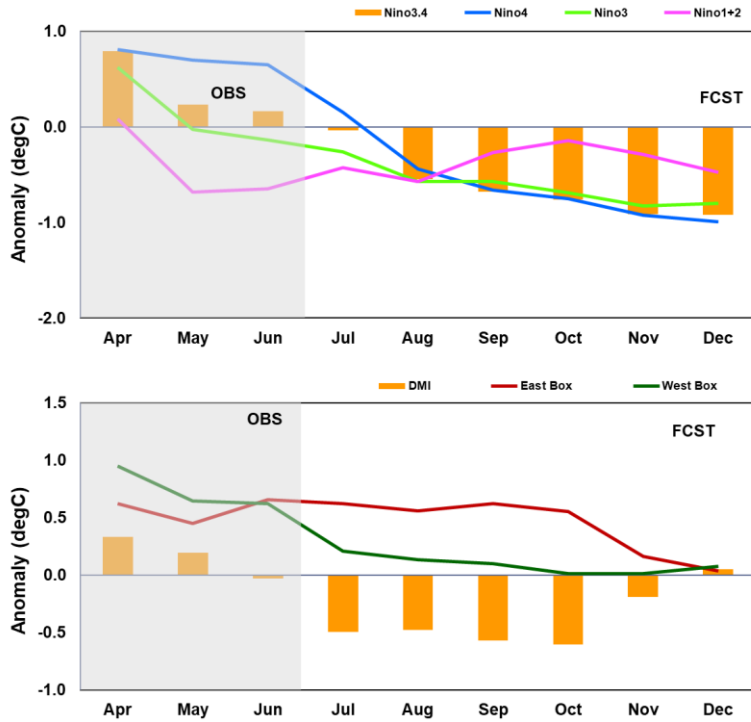 Nino3.4 Nino4 Nino3 Nino1+2
1.0
OBS FCST
0.0
-1.0
-2.0
Anomaly (degC)
Apr May Jun Jul Aug Sep Oct Nov Dec
DMI East Box West Box
1.5
OBS FCST
1.0
0.5
0.0
-0.5
-1.0
Anomaly (degC)
Apr May Jun Jul Aug Sep Oct Nov Dec